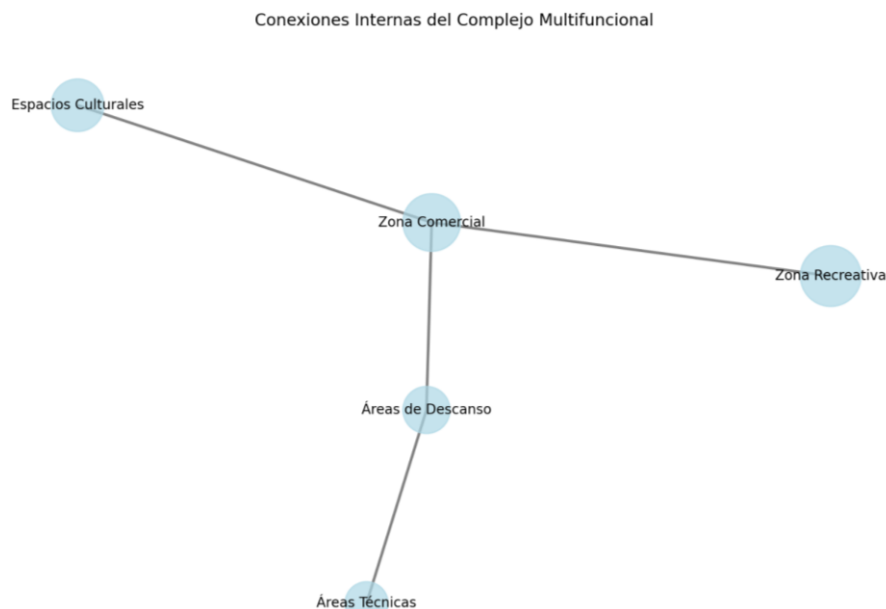 Conexiones Internas del Complejo Multifuncional
Espacios Culturales
Zona Comercial
Zona Recreativa
Áreas de Descanso
Áreas Técnicas